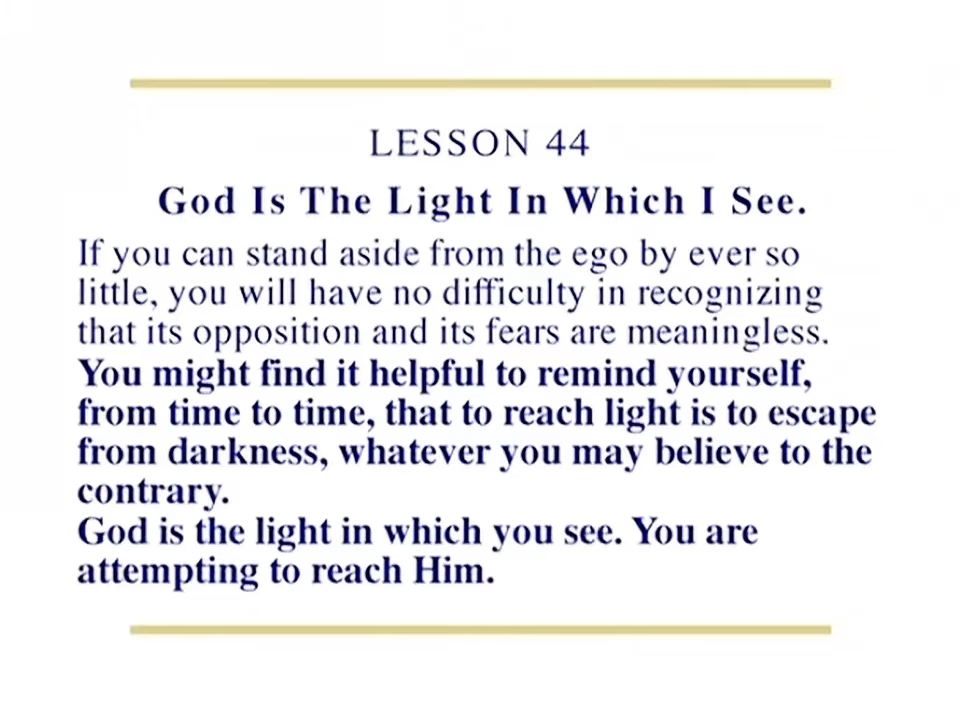 LESSON 44
God Is The Light In Which I See.
If you can stand aside from the ego by ever so
little, you will have no difficulty in recognizing
that its opposition and its fears are meaningless.
You might find it helpful to remind yourself,
from time to time, that to reach light is to escape
from darkness, whatever you may believe to the
contrary.
God is the light in which you see. You are
attempting to reach Him.